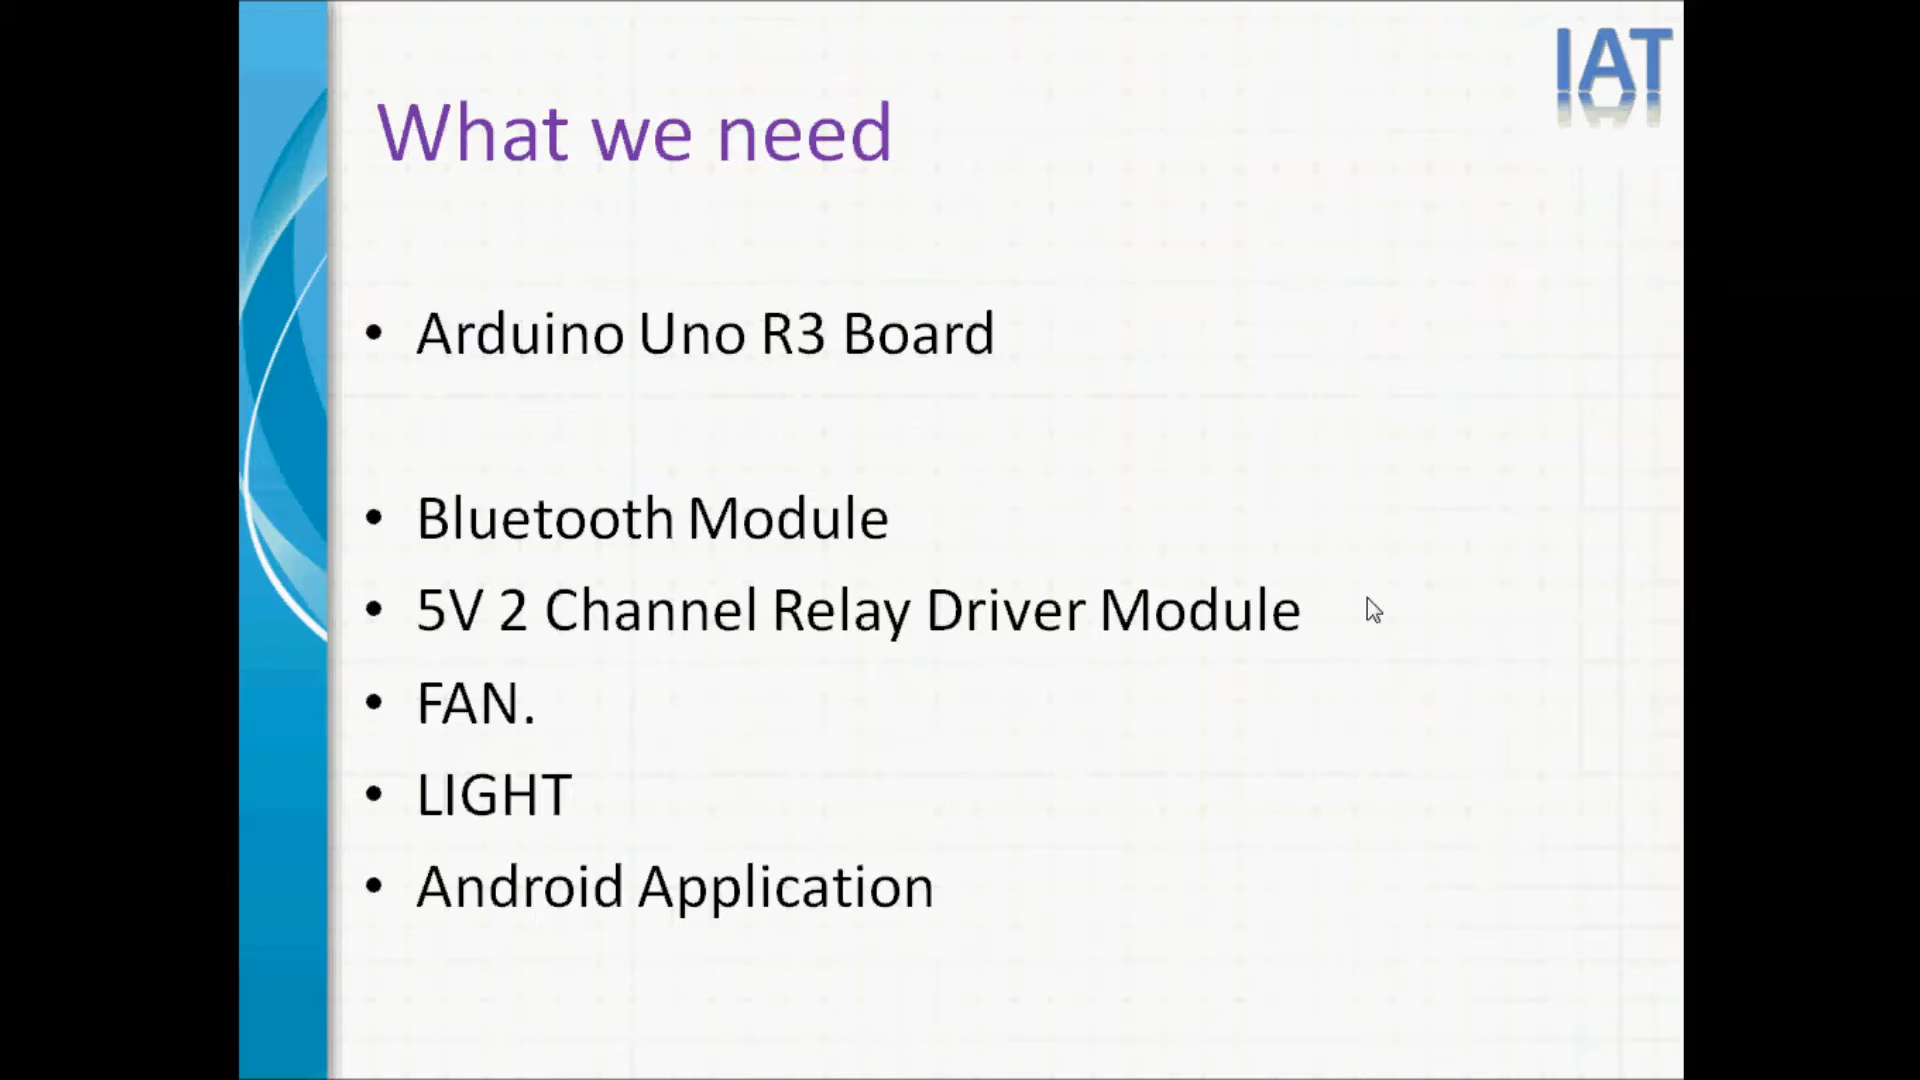 IAT
What we need
• Arduino Uno R3 Board
• Bluetooth Module
• 5V 2 Channel Relay Driver Module
• FAN.
• LIGHT
• Android Application